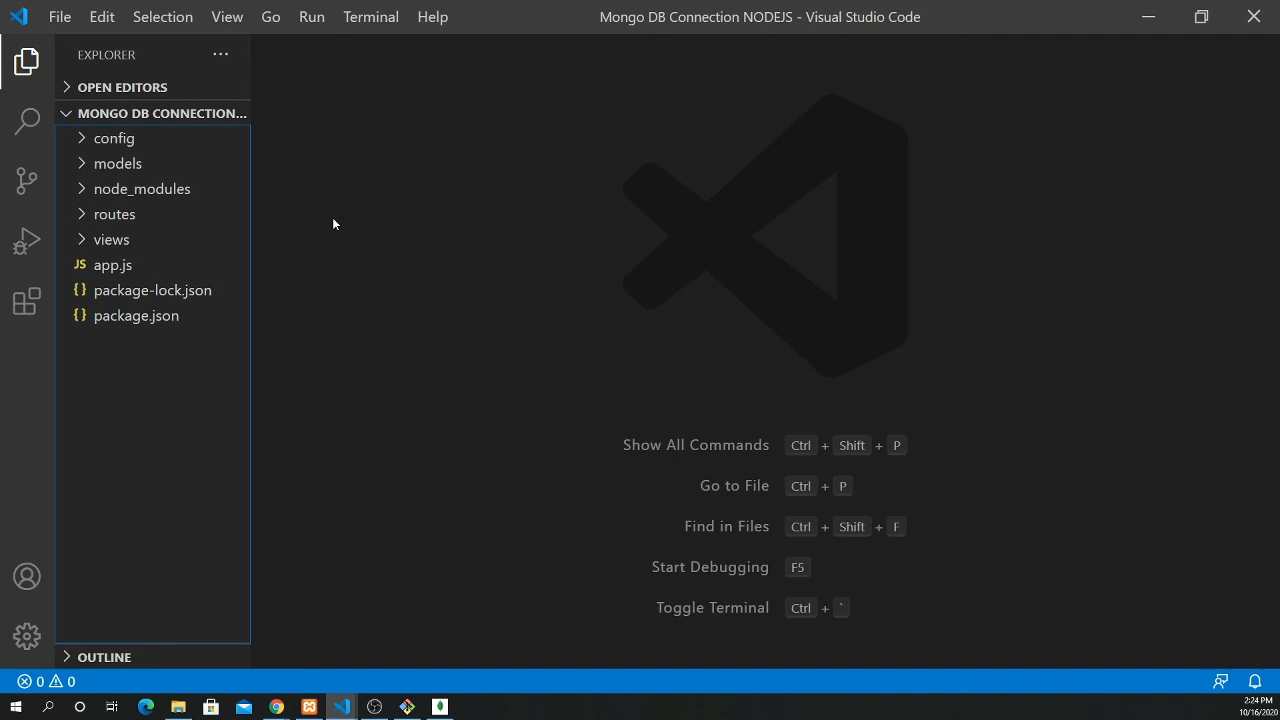 File Edit Selection View Go Run Terminal Help Mongo DB Connection NODEJS - Visual Studio Code
EXPLORER
OPEN EDITORS
MONGO DB CONNECTION...
config
models
node_modules
routes
views
JS app.js
{} package-lock.json
{} package.json
Show All Commands Ctrl + Shift + P
Go to File Ctrl + P
Find in Files Ctrl + Shift + F
Start Debugging F5
Toggle Terminal Ctrl + `
OUTLINE
0 0
2:24 PM
10/16/2020